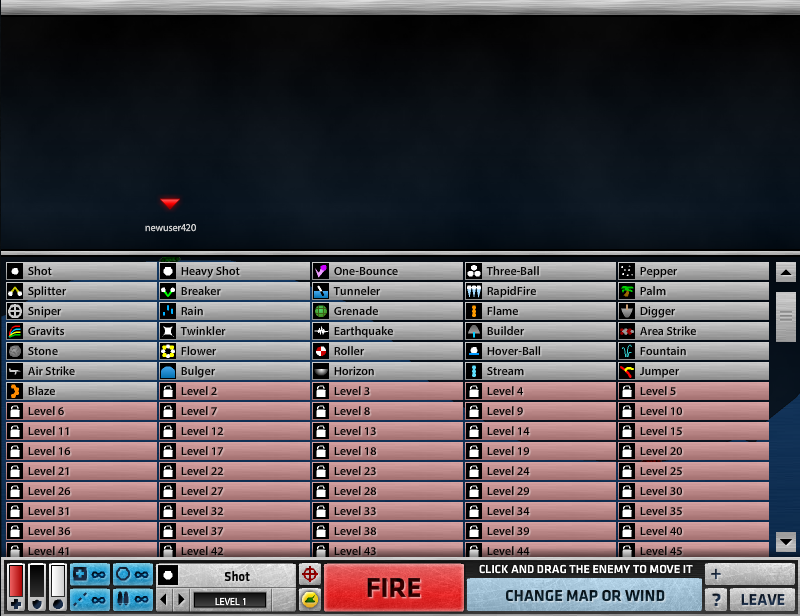 newuser420
Shot Heavy Shot One-Bounce Three-Ball Pepper
Splitter Breaker Tunneler RapidFire Palm
Sniper Rain Grenade Flame Digger
Gravits Twinkler Earthquake Builder Area Strike
Stone Flower Roller Hover-Ball Fountain
Air Strike Bulger Horizon Stream Jumper
Blaze Level 2 Level 3 Level 4 Level 5
Level 6 Level 7 Level 8 Level 9 Level 10
Level 11 Level 12 Level 13 Level 14 Level 15
Level 16 Level 17 Level 18 Level 19 Level 20
Level 21 Level 22 Level 23 Level 24 Level 25
Level 26 Level 27 Level 28 Level 29 Level 30
Level 31 Level 32 Level 33 Level 34 Level 35
Level 36 Level 37 Level 38 Level 39 Level 40
Level 41 Level 42 Level 43 Level 44 Level 45
∞ ∞ Shot FIRE CLICK AND DRAG THE ENEMY TO MOVE IT +
∞ ∞ LEVEL 1 CHANGE MAP OR WIND ? LEAVE